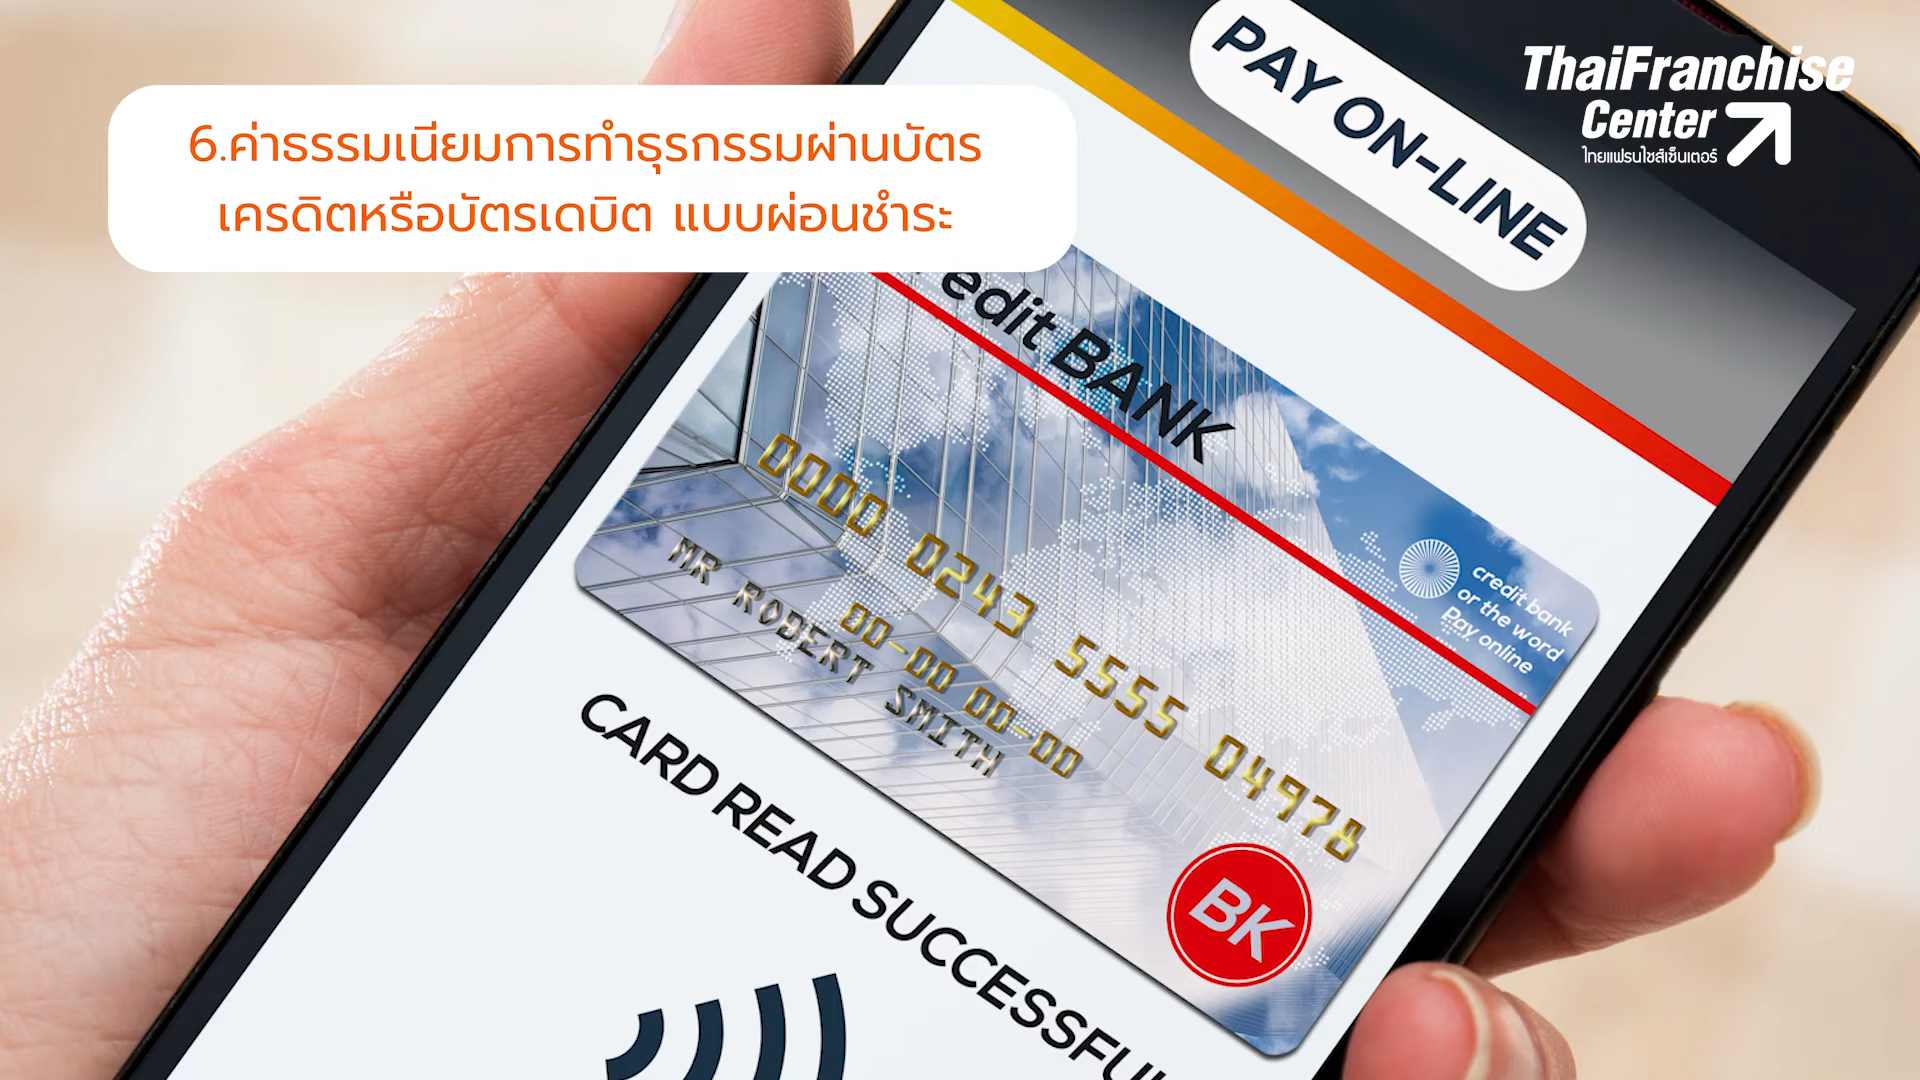 6.ค่าธรรมเนียมการทำธุรกรรมผ่านบัตร
เครดิตหรือบัตรเดบิต แบบผ่อนชำระ
ThaiFranchise
Center
ไทยแฟรนไชส์เซ็นเตอร์
PAY ON-LINE
redit BANK
credit bank
or the word
Pay online
0000 0243 5555 04978
00-00 00-00
MR ROBERT SMITH
BK
CARD READ SUCCESSFUL